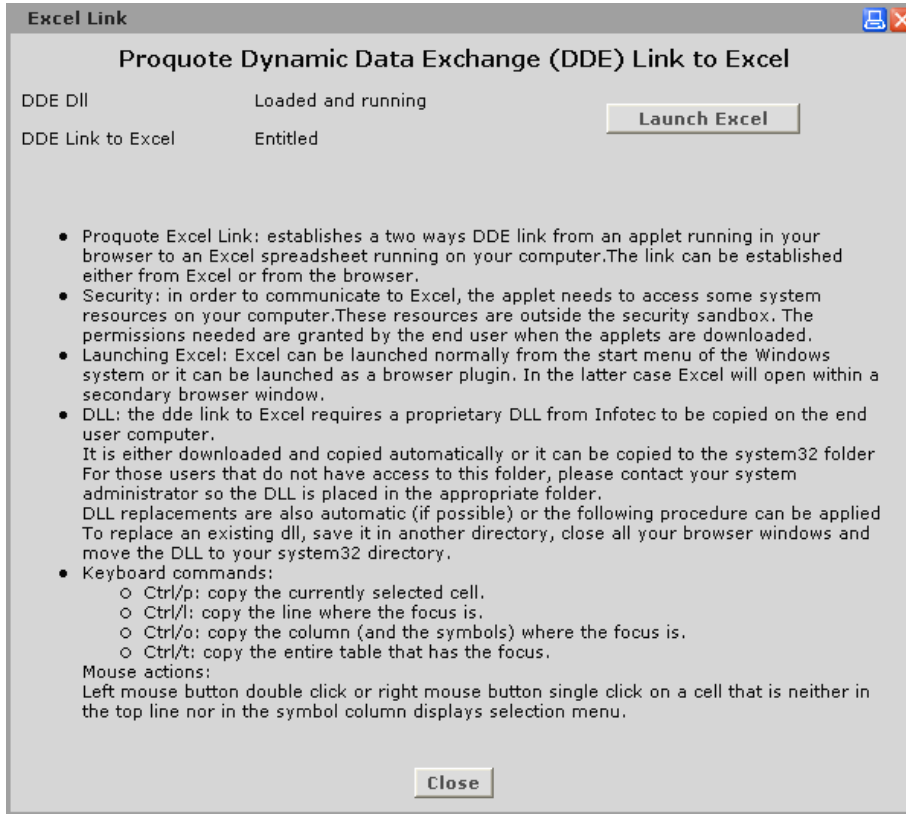 Excel Link
Proquote Dynamic Data Exchange (DDE) Link to Excel
DDE Dll Loaded and running
Launch Excel
DDE Link to Excel Entitled
● Proquote Excel Link: establishes a two ways DDE link from an applet running in your
browser to an Excel spreadsheet running on your computer.The link can be established
either from Excel or from the browser.
● Security: in order to communicate to Excel, the applet needs to access some system
resources on your computer.These resources are outside the security sandbox. The
permissions needed are granted by the end user when the applets are downloaded.
● Launching Excel: Excel can be launched normally from the start menu of the Windows
system or it can be launched as a browser plugin. In the latter case Excel will open within a
secondary browser window.
● DLL: the dde link to Excel requires a proprietary DLL from Infotec to be copied on the end
user computer.
It is either downloaded and copied automatically or it can be copied to the system32 folder
For those users that do not have access to this folder, please contact your system
administrator so the DLL is placed in the appropriate folder.
DLL replacements are also automatic (if possible) or the following procedure can be applied
To replace an existing dll, save it in another directory, close all your browser windows and
move the DLL to your system32 directory.
● Keyboard commands:
○ Ctrl/p: copy the currently selected cell.
○ Ctrl/l: copy the line where the focus is.
○ Ctrl/o: copy the column (and the symbols) where the focus is.
○ Ctrl/t: copy the entire table that has the focus.
Mouse actions:
Left mouse button double click or right mouse button single click on a cell that is neither in
the top line nor in the symbol column displays selection menu.
Close